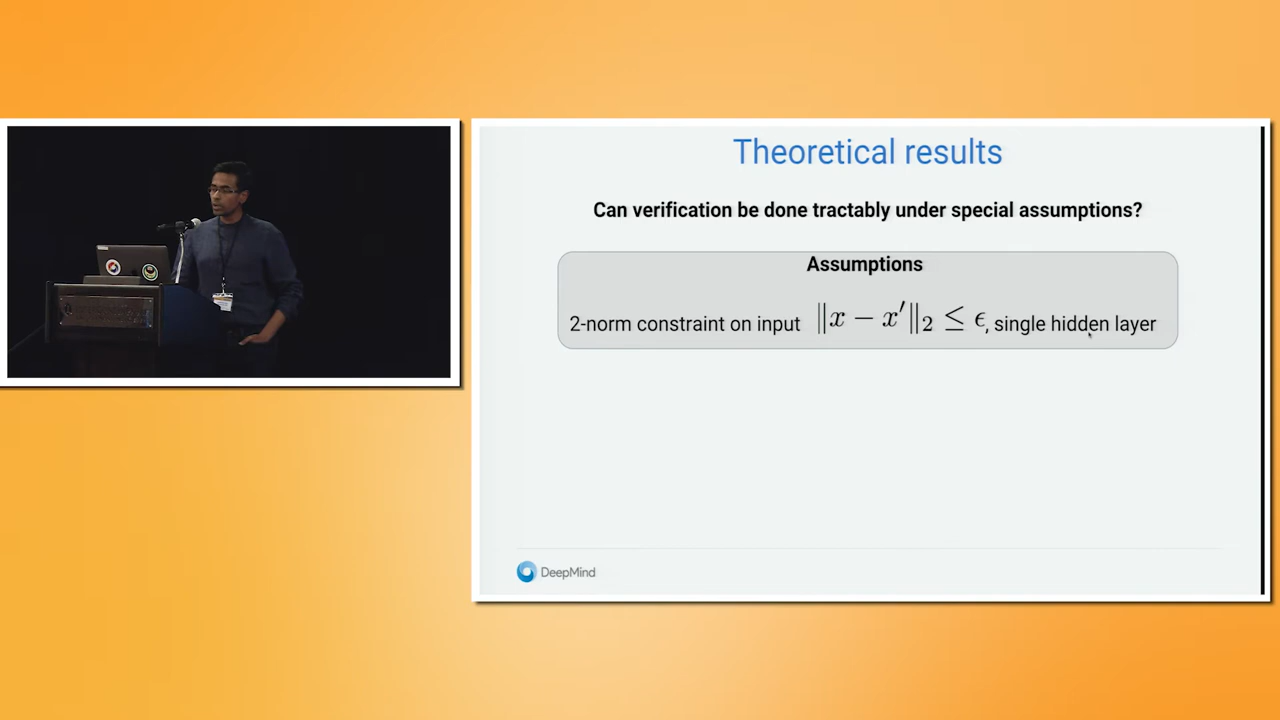 Theoretical results
Can verification be done tractably under special assumptions?
Assumptions
2-norm constraint on input ‖x − x′‖₂ ≤ ϵ, single hidden layer
DeepMind